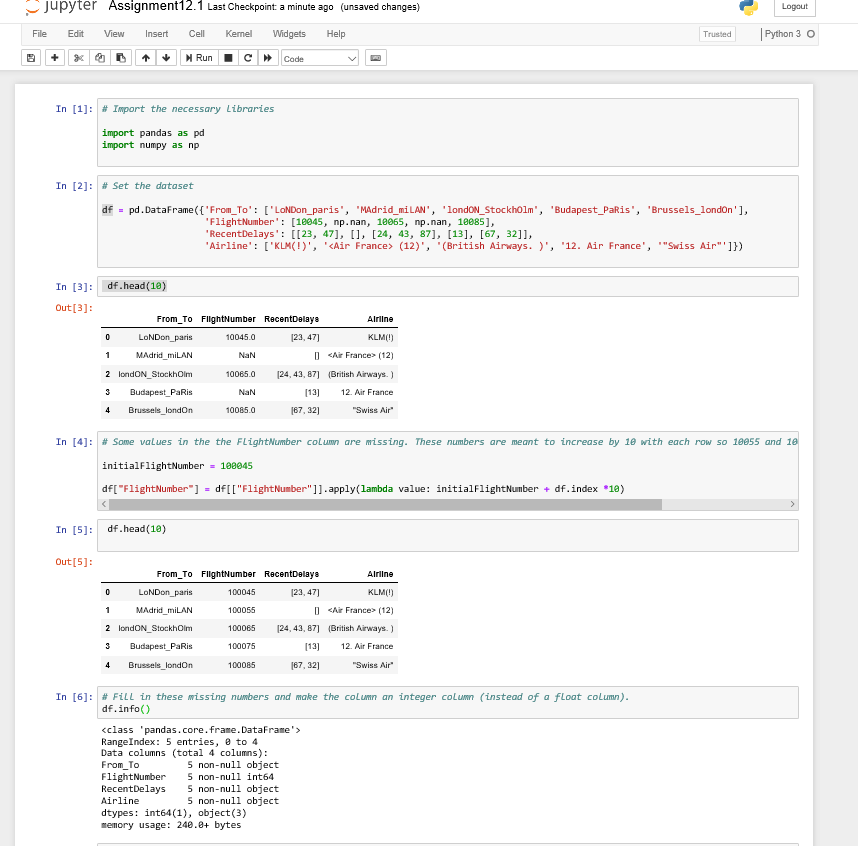 jupyter Assignment12.1 Last Checkpoint: a minute ago (unsaved changes)
Logout
File Edit View Insert Cell Kernel Widgets Help
Trusted
Python 3
Run
Code
In [1]: # Import the necessary libraries
import pandas as pd
import numpy as np
In [2]: # Set the dataset
df = pd.DataFrame({'From_To': ['LoNDon_paris', 'MAdrid_miLAN', 'londON_StockhOlm', 'Budapest_PaRis', 'Brussels_londOn'],
'FlightNumber': [10045, np.nan, 10065, np.nan, 10085],
'RecentDelays': [[23, 47], [], [24, 43, 87], [13], [67, 32]],
'Airline': ['KLM(!)', '<Air France> (12)', '(British Airways. )', '12. Air France', '"Swiss Air"']})
In [3]: df.head(10)
Out[3]:
From_To FlightNumber RecentDelays Airline
0 LoNDon_paris 10045.0 [23, 47] KLM(!)
1 MAdrid_miLAN NaN [] <Air France> (12)
2 londON_StockhOlm 10065.0 [24, 43, 87] (British Airways. )
3 Budapest_PaRis NaN [13] 12. Air France
4 Brussels_londOn 10085.0 [67, 32] "Swiss Air"
In [4]: # Some values in the the FlightNumber column are missing. These numbers are meant to increase by 10 with each row so 10055 and 10
initialFlightNumber = 100045
df["FlightNumber"] = df[["FlightNumber"]].apply(lambda value: initialFlightNumber + df.index *10)
In [5]: df.head(10)
Out[5]:
From_To FlightNumber RecentDelays Airline
0 LoNDon_paris 100045 [23, 47] KLM(!)
1 MAdrid_miLAN 100055 [] <Air France> (12)
2 londON_StockhOlm 100065 [24, 43, 87] (British Airways. )
3 Budapest_PaRis 100075 [13] 12. Air France
4 Brussels_londOn 100085 [67, 32] "Swiss Air"
In [6]: # Fill in these missing numbers and make the column an integer column (instead of a float column).
df.info()
<class 'pandas.core.frame.DataFrame'>
RangeIndex: 5 entries, 0 to 4
Data columns (total 4 columns):
From_To 5 non-null object
FlightNumber 5 non-null int64
RecentDelays 5 non-null object
Airline 5 non-null object
dtypes: int64(1), object(3)
memory usage: 240.0+ bytes